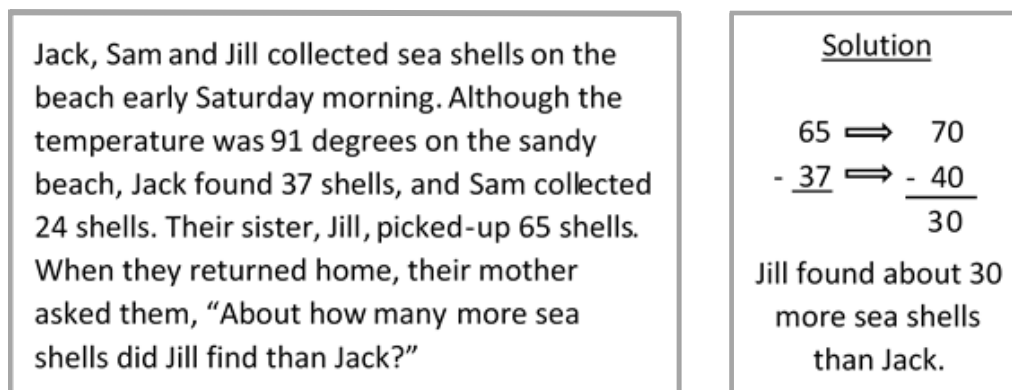 Jack, Sam and Jill collected sea shells on the
beach early Saturday morning. Although the
temperature was 91 degrees on the sandy
beach, Jack found 37 shells, and Sam collected
24 shells. Their sister, Jill, picked-up 65 shells.
When they returned home, their mother
asked them, “About how many more sea
shells did Jill find than Jack?”
Solution
65 ⇒ 70
- 37 ⇒ - 40
30
Jill found about 30
more sea shells
than Jack.